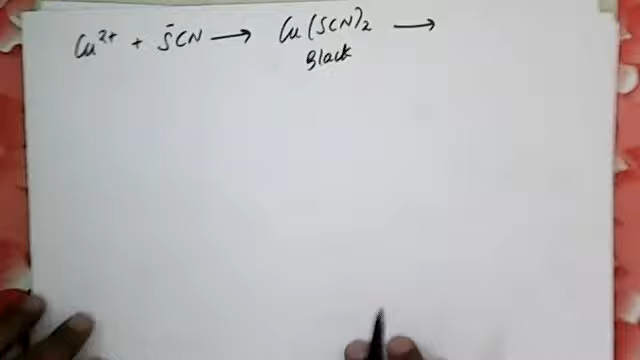 Cu²⁺ + S̄CN ⟶ Cu(SCN)₂ ⟶
Black